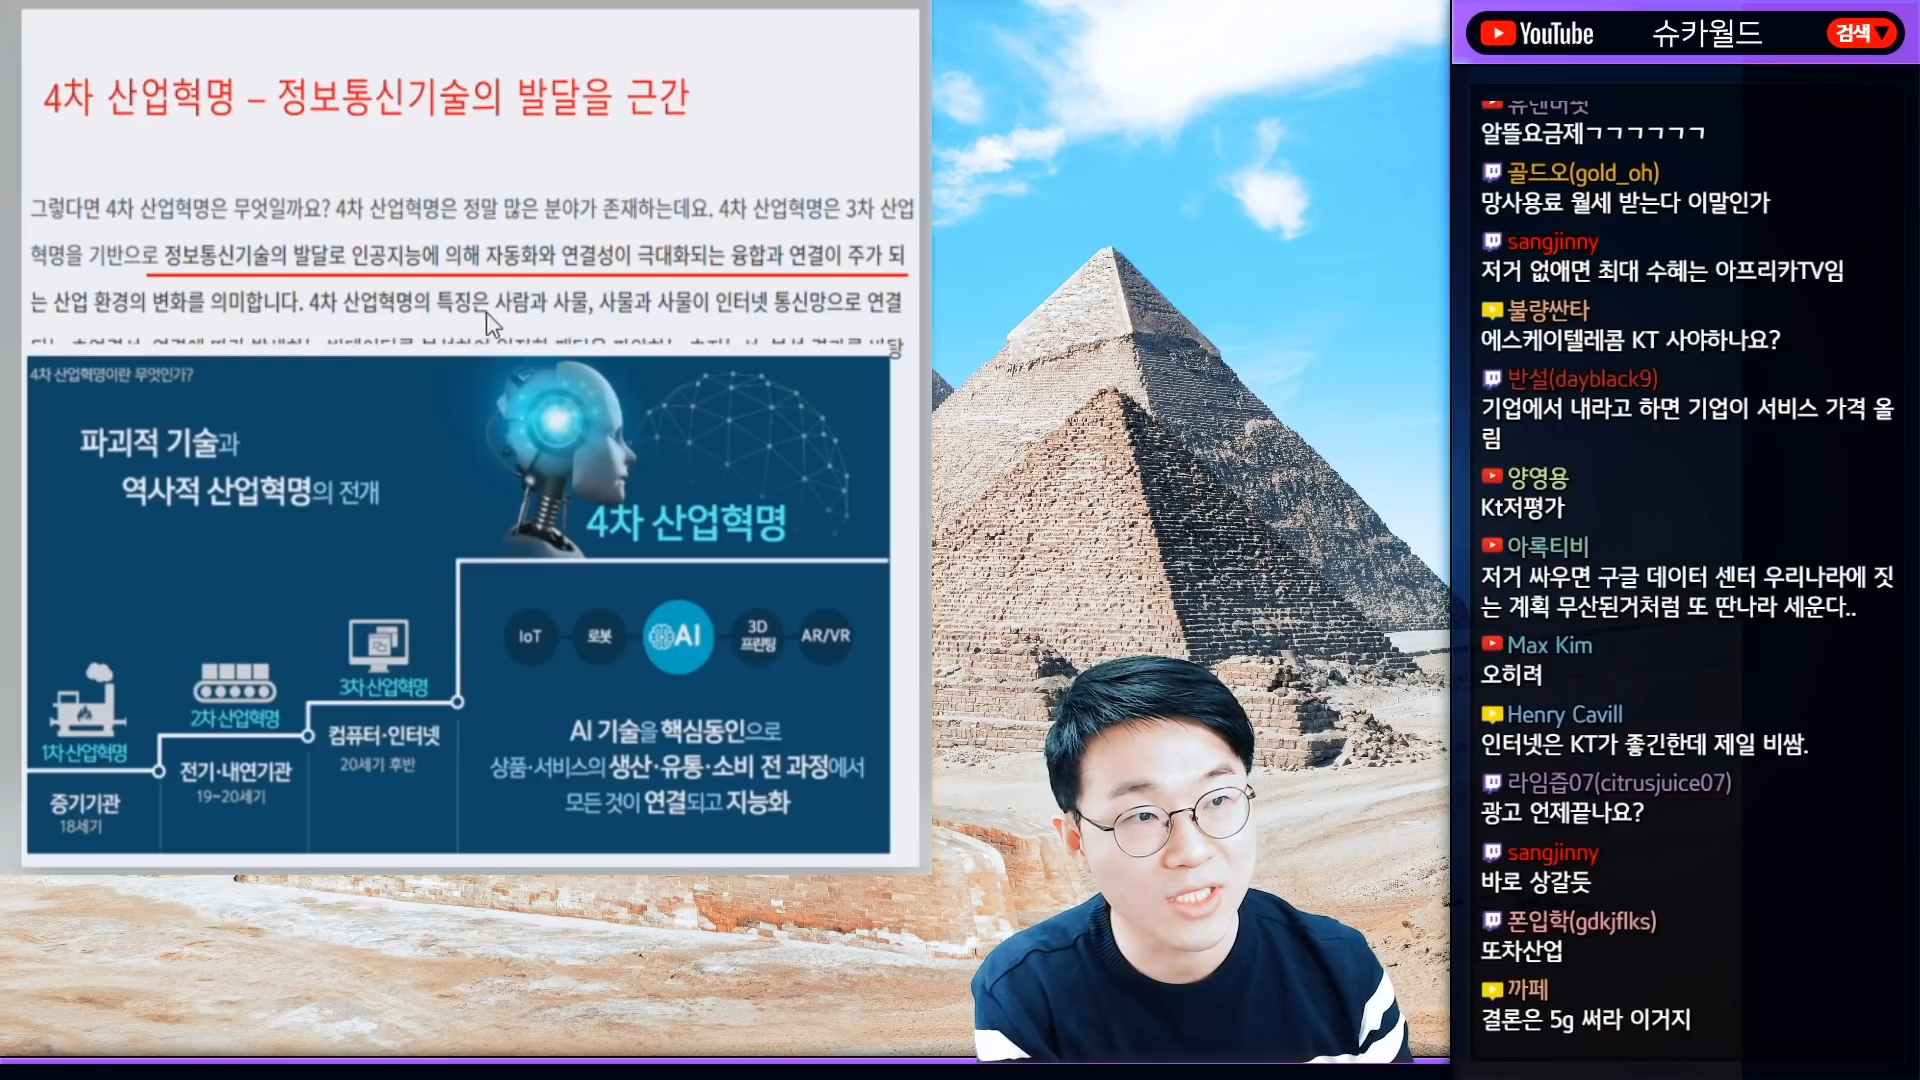 4차 산업혁명 – 정보통신기술의 발달을 근간
그렇다면 4차 산업혁명은 무엇일까요? 4차 산업혁명은 정말 많은 분야가 존재하는데요. 4차 산업혁명은 3차 산업
혁명을 기반으로 정보통신기술의 발달로 인공지능에 의해 자동화와 연결성이 극대화되는 융합과 연결이 주가 되
는 산업 환경의 변화를 의미합니다. 4차 산업혁명의 특징은 사람과 사물, 사물과 사물이 인터넷 통신망으로 연결
4차 산업혁명이란 무엇인가?
파괴적 기술과
역사적 산업혁명의 전개
4차 산업혁명
IoT
로봇
AI
3D
프린팅
AR/VR
AI 기술을 핵심동인으로
상품·서비스의 생산·유통·소비 전 과정에서
모든 것이 연결되고 지능화
1차 산업혁명
증기기관
18세기
2차 산업혁명
전기·내연기관
19~20세기
3차 산업혁명
컴퓨터·인터넷
20세기 후반
YouTube 슈카월드 검색▼
알뜰요금제ㄱㄱㄱㄱㄱㄱ
골드오(gold_oh)
망사용료 월세 받는다 이말인가
sangjinny
저거 없애면 최대 수혜는 아프리카TV임
불량싼타
에스케이텔레콤 KT 사야하나요?
반설(dayblack9)
기업에서 내라고 하면 기업이 서비스 가격 올
림
양영용
Kt저평가
아록티비
저거 싸우면 구글 데이터 센터 우리나라에 짓
는 계획 무산된거처럼 또 딴나라 세운다..
Max Kim
오히려
Henry Cavill
인터넷은 KT가 좋긴한데 제일 비쌈.
라임즙07(citrusjuice07)
광고 언제끝나요?
sangjinny
바로 상갈듯
폰입학(gdkjflks)
또차산업
까페
결론은 5g 써라 이거지